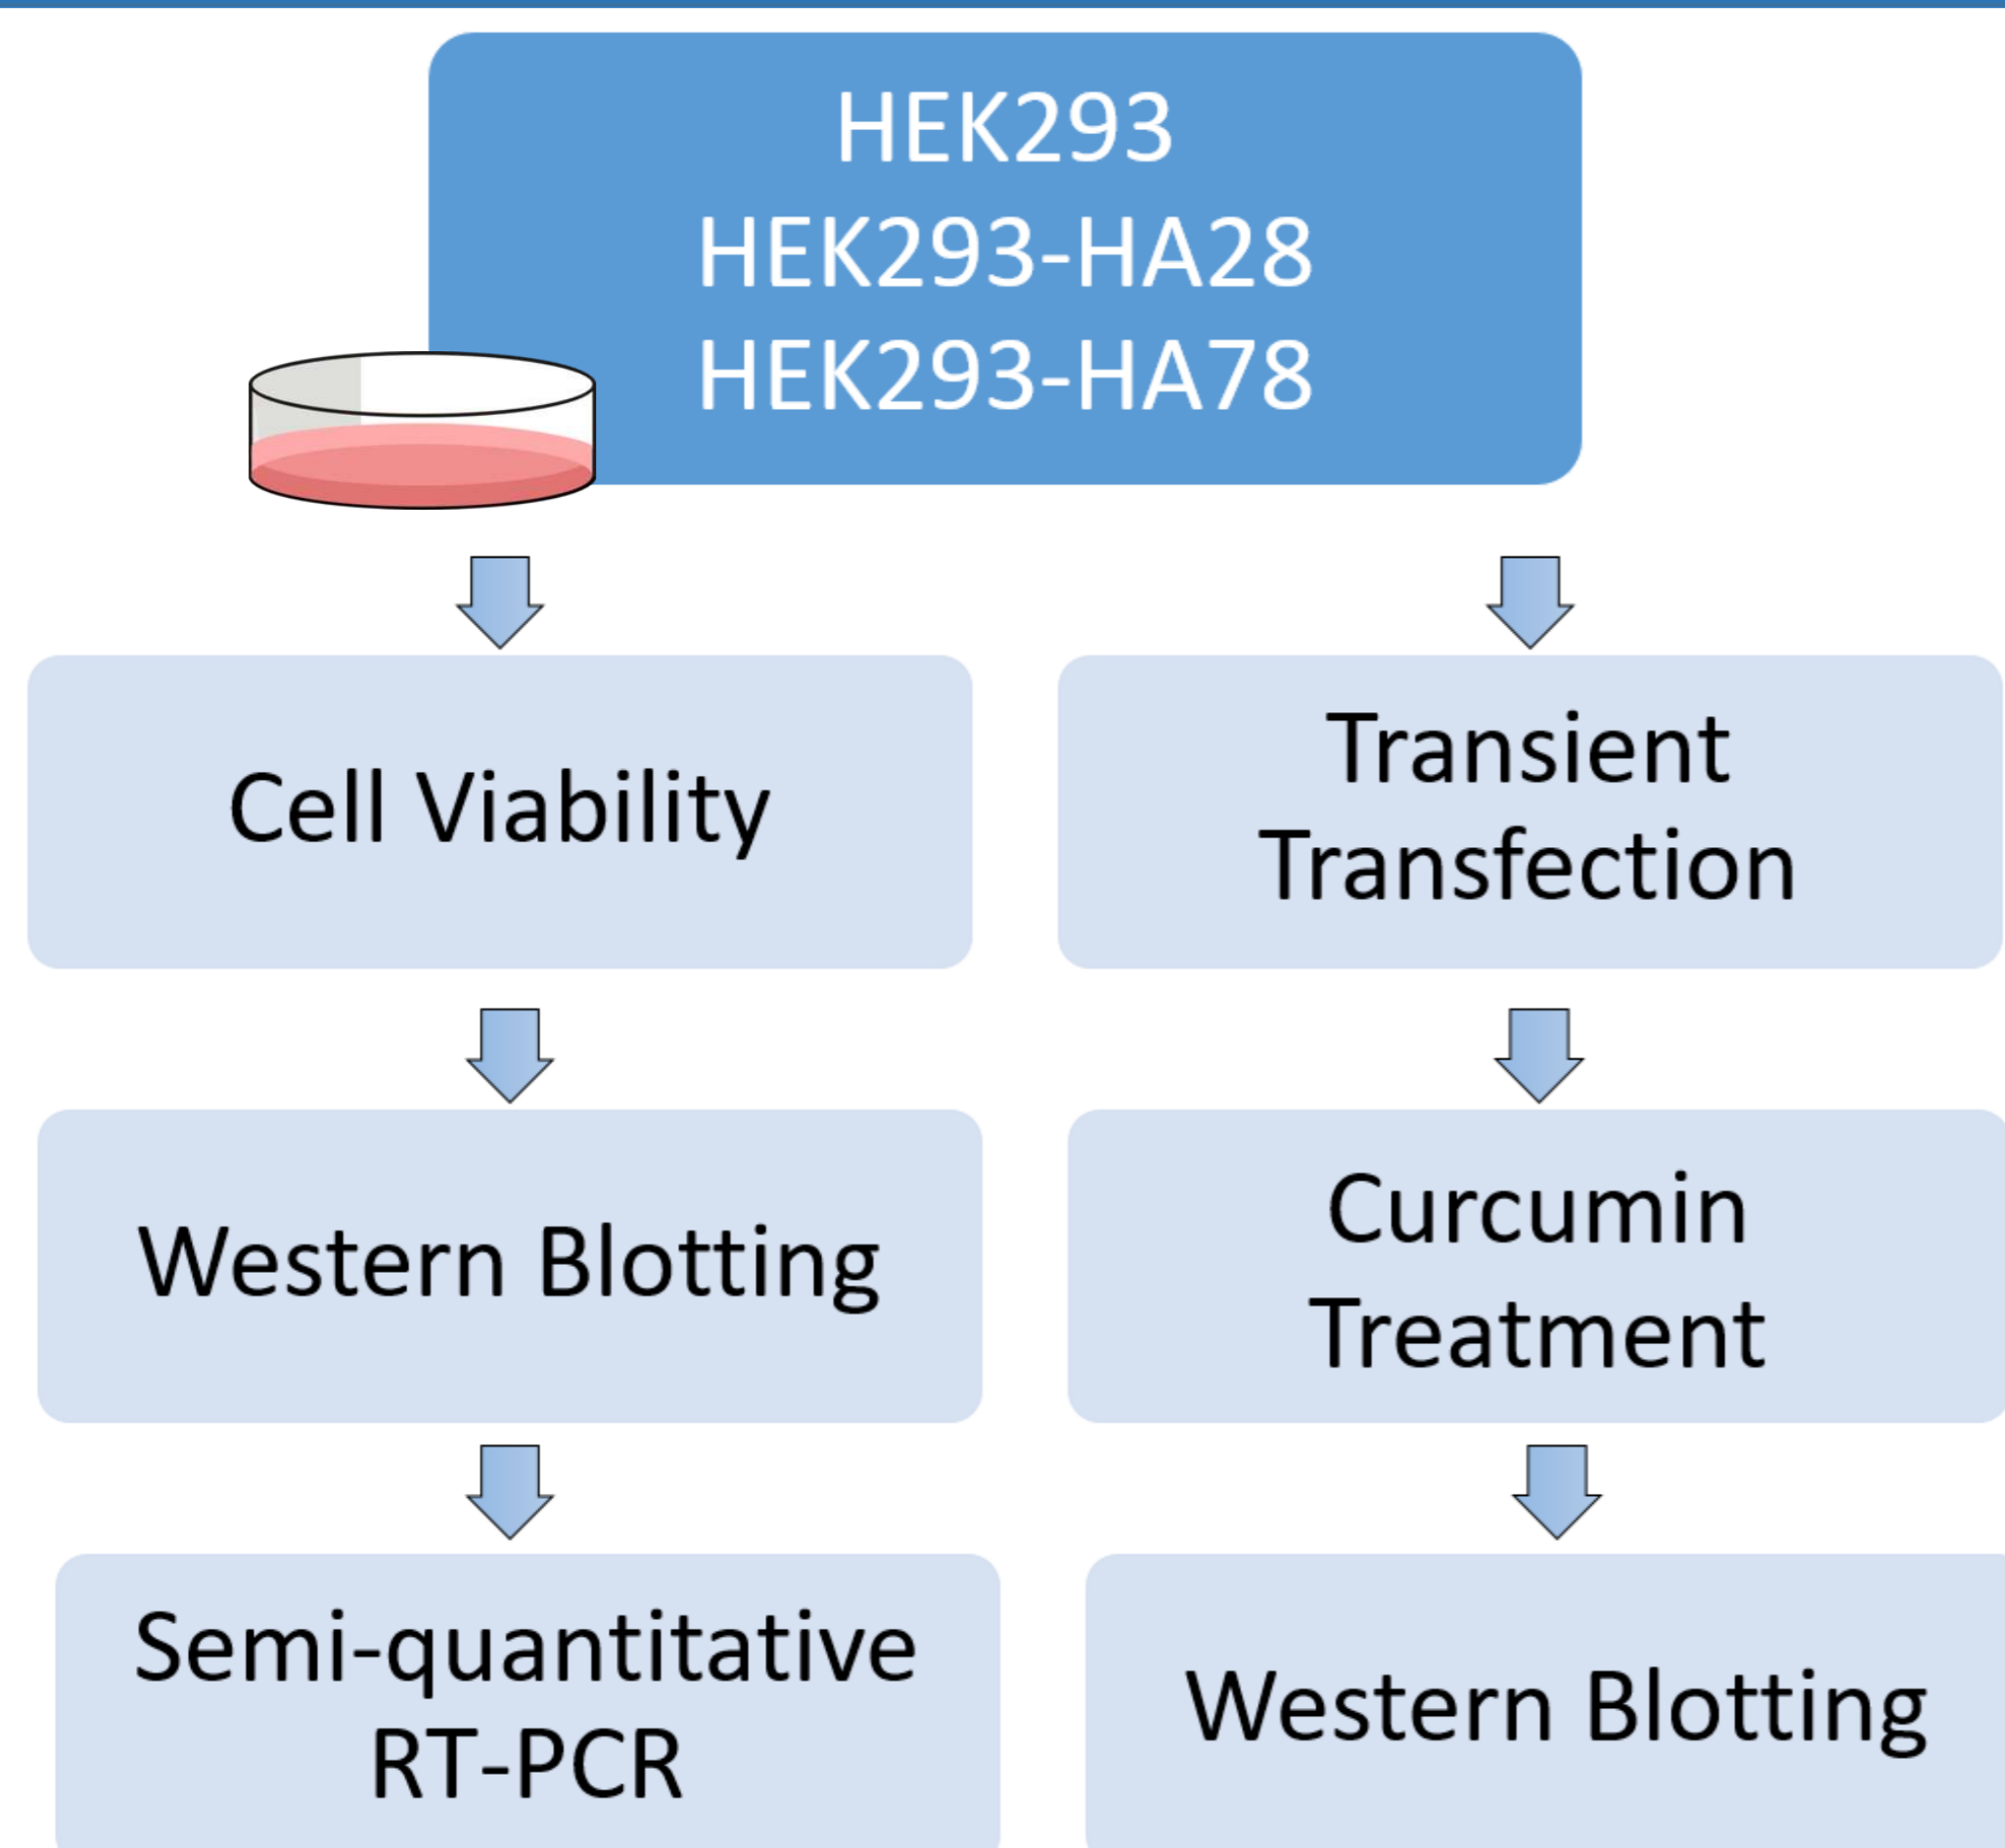 HEK293
HEK293-HA28
HEK293-HA78
Cell Viability
Transient
Transfection
Western Blotting
Curcumin
Treatment
Semi-quantitative
RT-PCR
Western Blotting